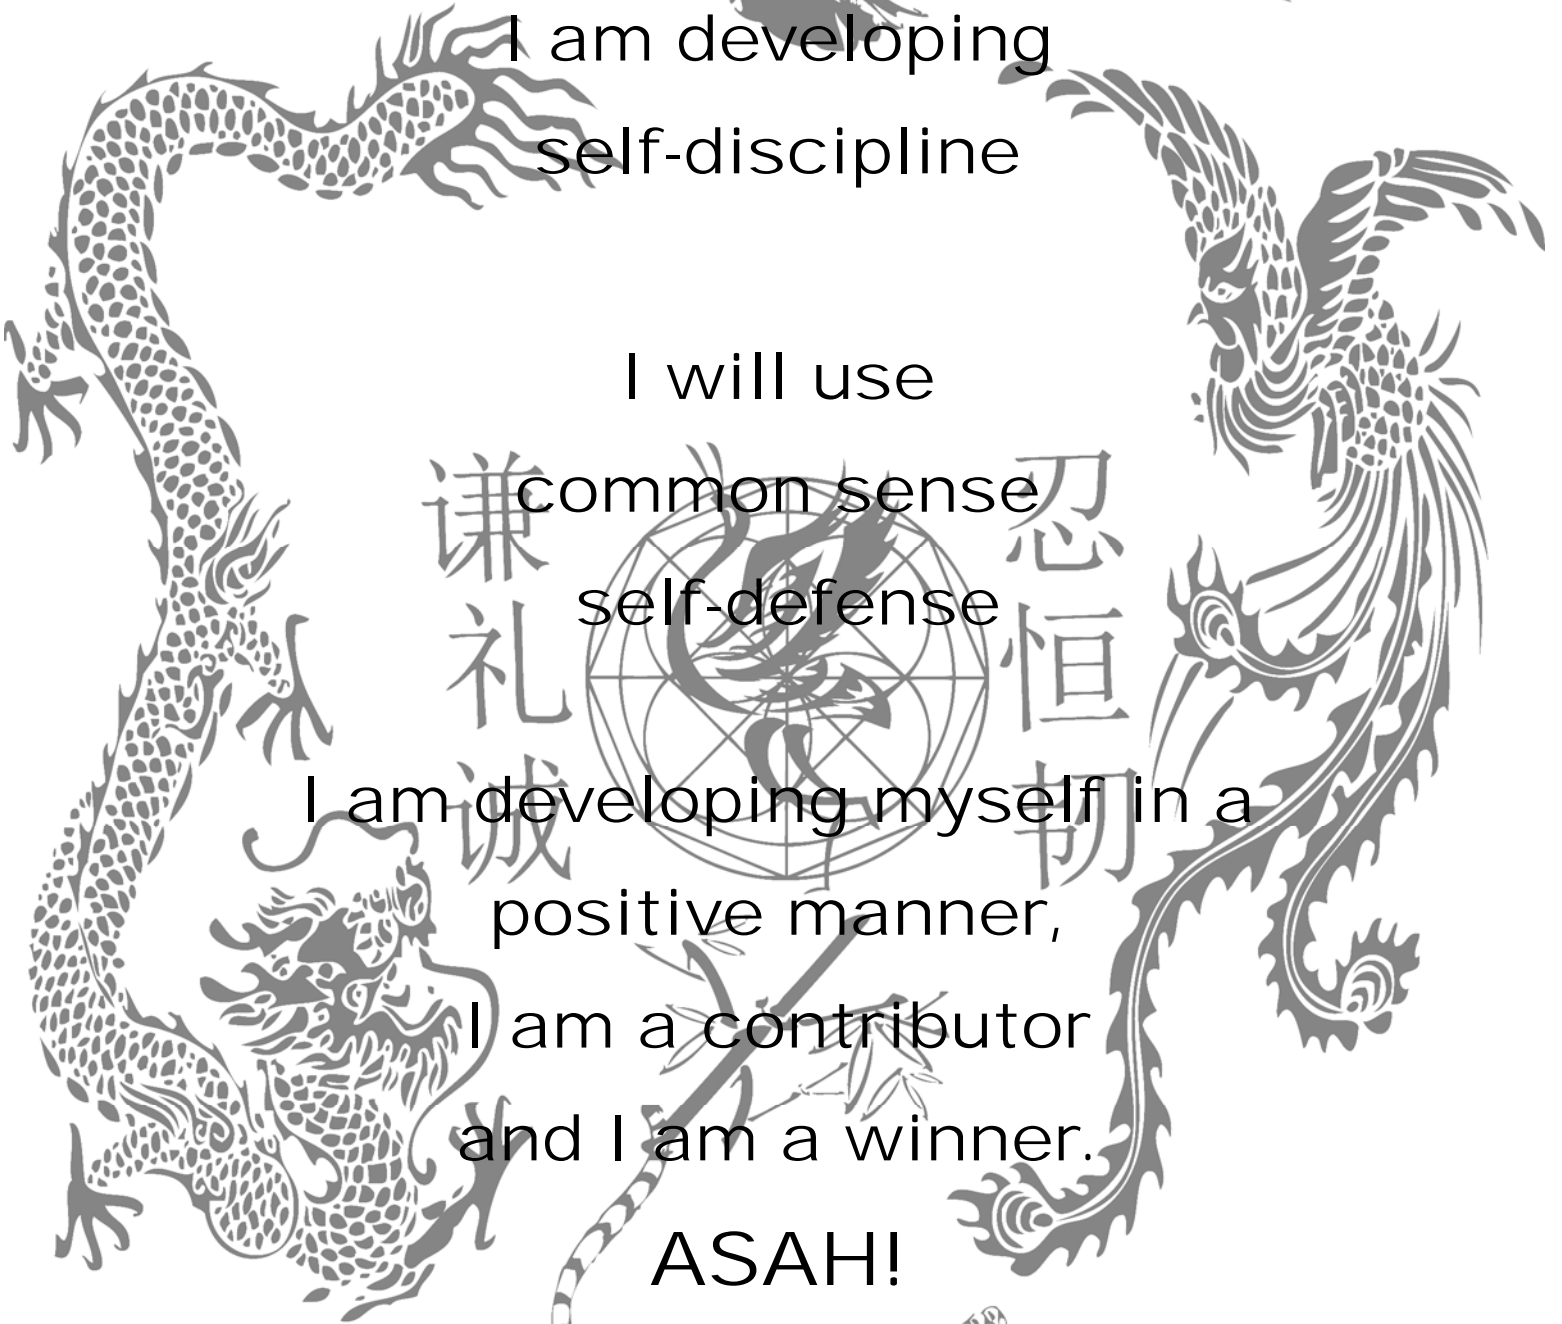 I am developing
self-discipline
I will use
common sense
self-defense
I am developing myself in a
positive manner,
I am a contributor
and I am a winner.
ASAH!
谦礼诚
忍恒韧